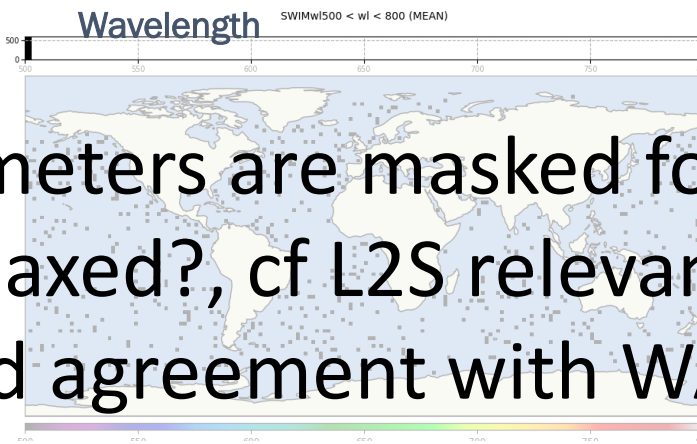 Wavelength
SWIMwl500 < wl < 800 (MEAN)
500
0
500 550 600 650 700 750
meters are masked fo
axed?, cf L2S relevan
d agreement with W
500 550 600 650 700 750